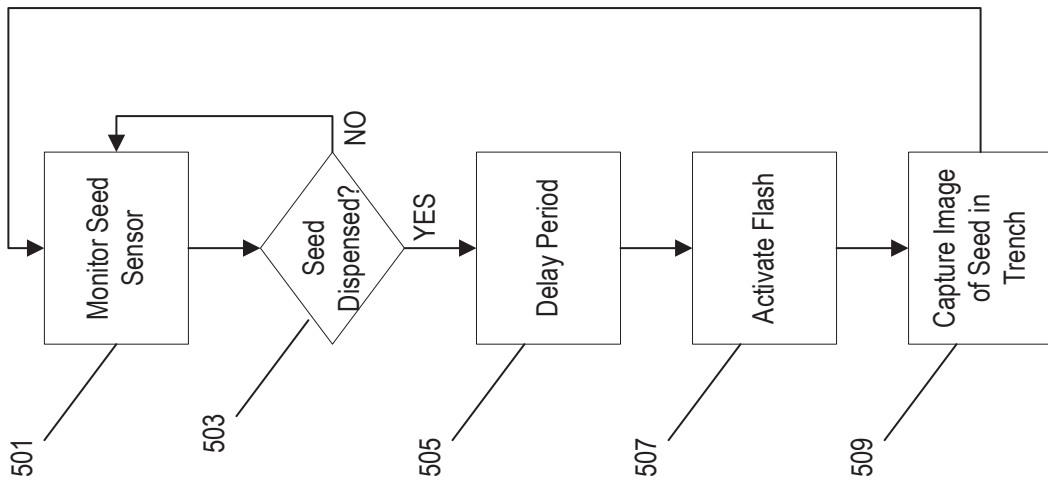 501
Monitor Seed
Sensor
503
Seed
Dispensed?
NO
YES
505
Delay Period
507
Activate Flash
509
Capture Image
of Seed in
Trench